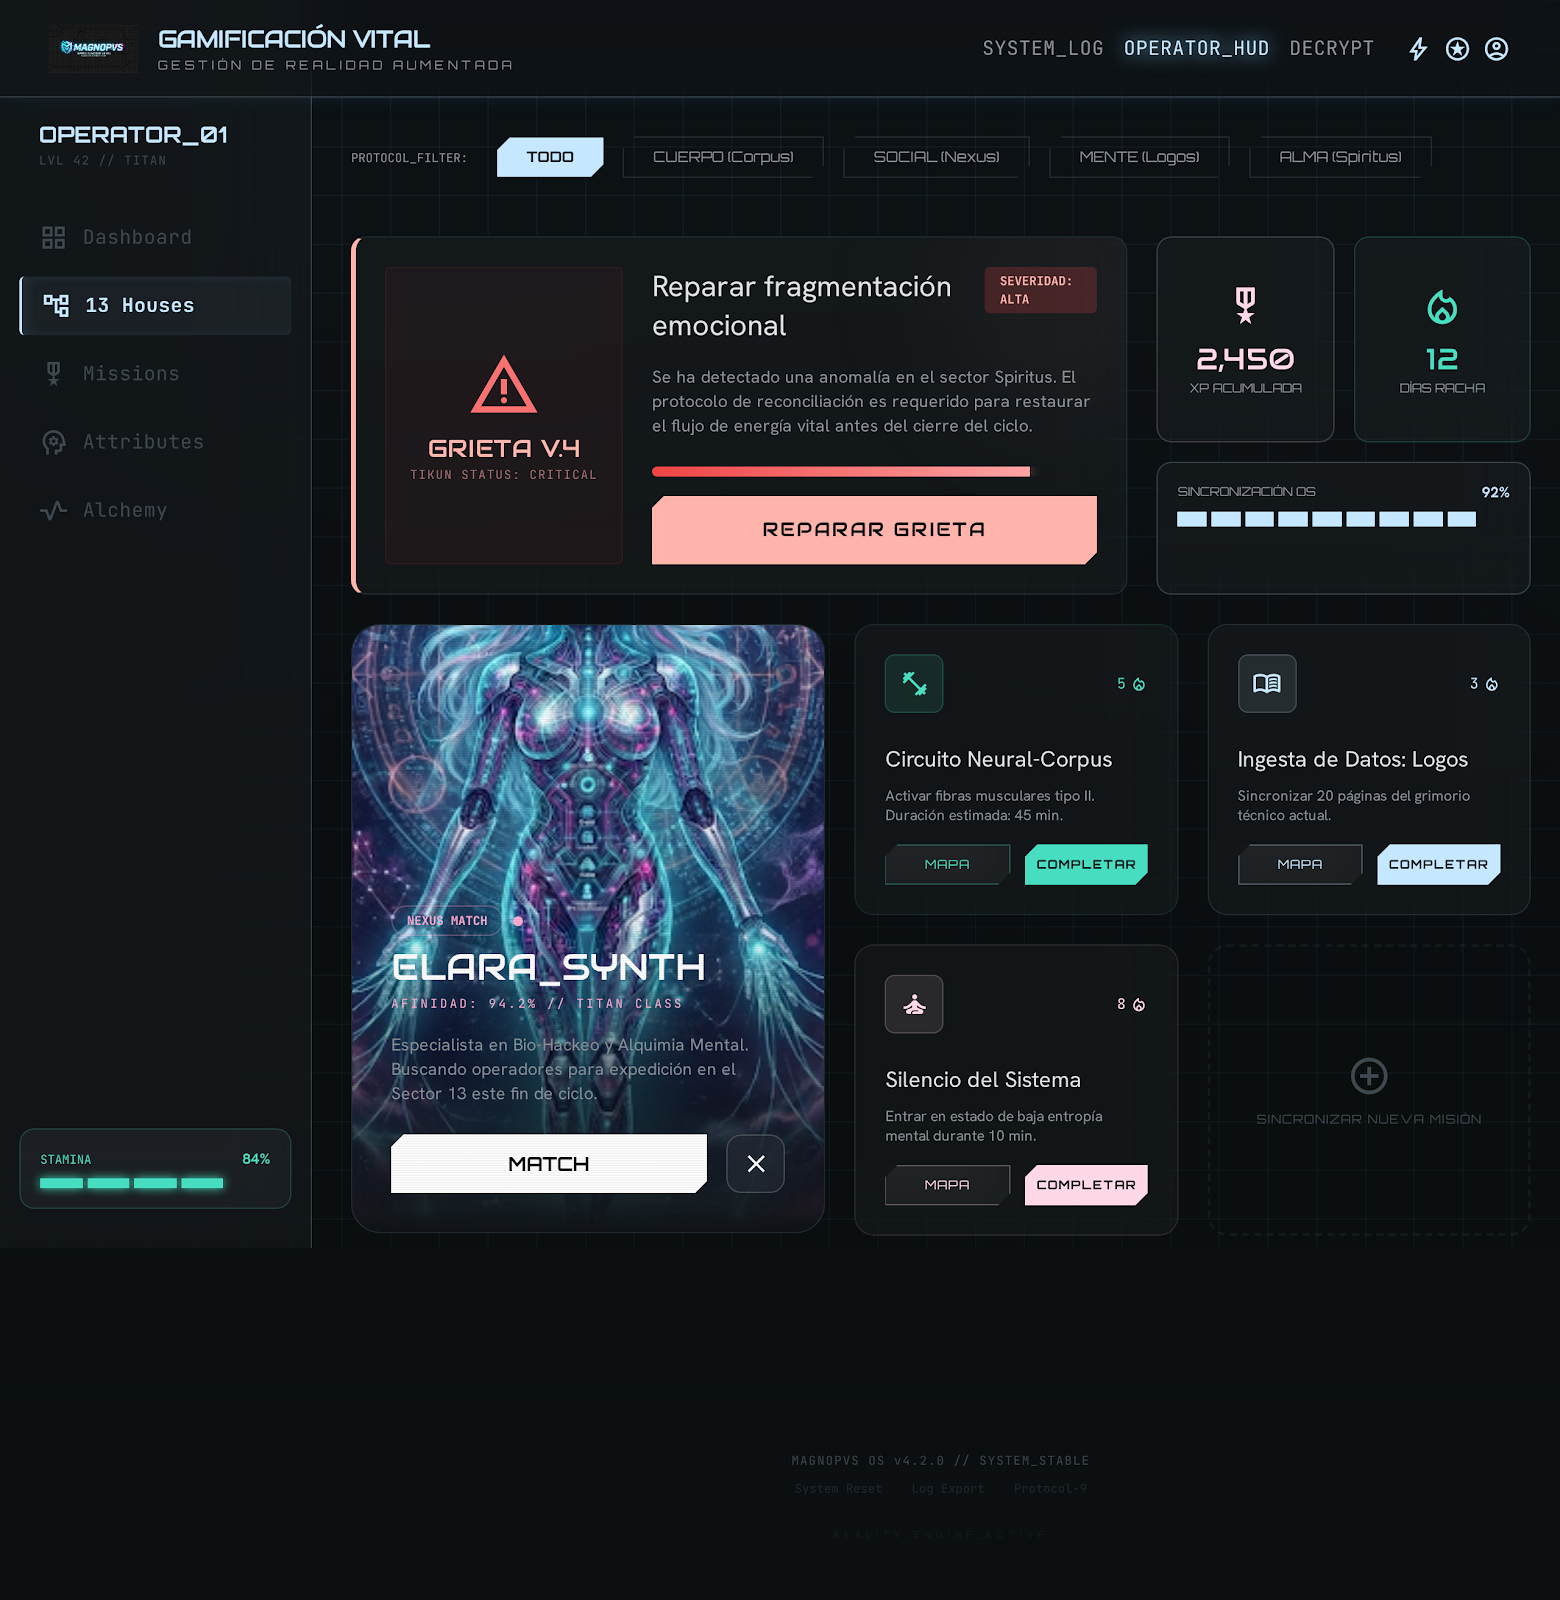 MAGNOPVS
GAMIFICACIÓN VITAL
GESTIÓN DE REALIDAD AUMENTADA
SYSTEM_LOG OPERATOR_HUD DECRYPT
OPERATOR_01
LVL 42 // TITAN
Dashboard
13 Houses
Missions
Attributes
Alchemy
STAMINA 84%
PROTOCOL_FILTER: TODO CUERPO (Corpus) SOCIAL (Nexus) MENTE (Logos) ALMA (Spiritus)
GRIETA V.4
TIKUN STATUS: CRITICAL
Reparar fragmentación
emocional
SEVERIDAD:
ALTA
Se ha detectado una anomalía en el sector Spiritus. El
protocolo de reconciliación es requerido para restaurar
el flujo de energía vital antes del cierre del ciclo.
REPARAR GRIETA
2,450
XP ACUMULADA
12
DÍAS RACHA
SINCRONIZACIÓN OS 92%
NEXUS MATCH
ELARA_SYNTH
AFINIDAD: 94.2% // TITAN CLASS
Especialista en Bio-Hackeo y Alquimia Mental.
Buscando operadores para expedición en el
Sector 13 este fin de ciclo.
MATCH
5
Circuito Neural-Corpus
Activar fibras musculares tipo II.
Duración estimada: 45 min.
MAPA COMPLETAR
3
Ingesta de Datos: Logos
Sincronizar 20 páginas del grimorio
técnico actual.
MAPA COMPLETAR
8
Silencio del Sistema
Entrar en estado de baja entropía
mental durante 10 min.
MAPA COMPLETAR
SINCRONIZAR NUEVA MISIÓN
MAGNOPVS OS v4.2.0 // SYSTEM_STABLE
System Reset Log Export Protocol-9
REALITY_ENGINE_ACTIVE